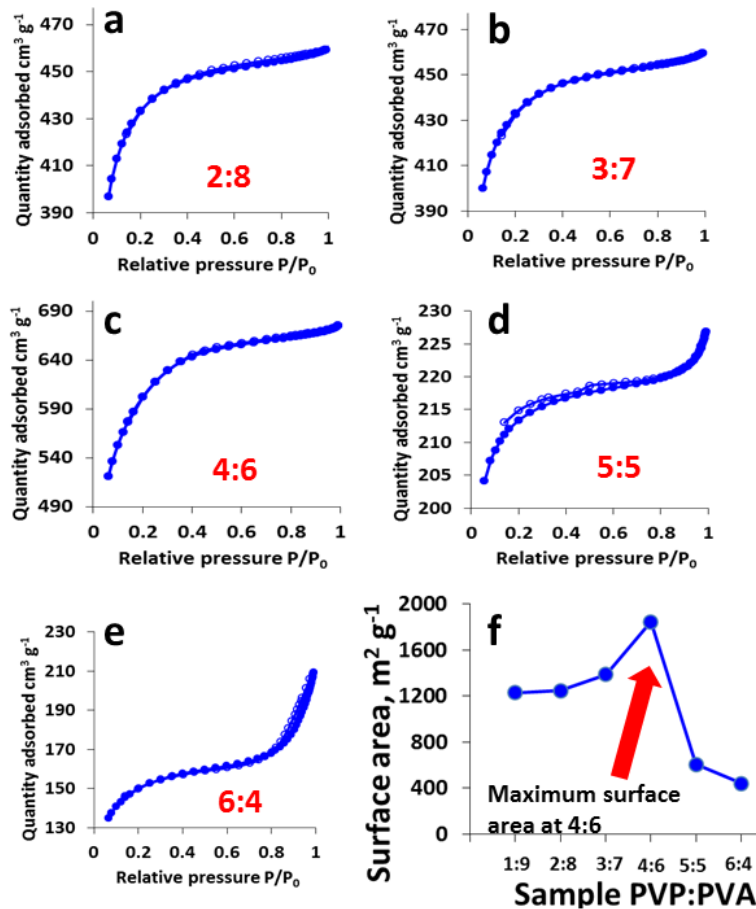 a
Quantity adsorbed cm³ g⁻¹
470
450
430
410
390
2:8
0 0.2 0.4 0.6 0.8 1
Relative pressure P/P₀
b
Quantity adsorbed cm³ g⁻¹
470
450
430
410
390
3:7
0 0.2 0.4 0.6 0.8 1
Relative pressure P/P₀
c
Quantity adsorbed cm³ g⁻¹
690
640
590
540
490
4:6
0 0.2 0.4 0.6 0.8 1
Relative pressure P/P₀
d
Quantity adsorbed cm³ g⁻¹
230
225
220
215
210
205
200
5:5
0 0.2 0.4 0.6 0.8 1
Relative pressure P/P₀
e
Quantity adsorbed cm³ g⁻¹
230
210
190
170
150
130
6:4
0 0.2 0.4 0.6 0.8 1
Relative pressure P/P₀
f
Surface area, m² g⁻¹
2000
1600
1200
800
400
0
Maximum surface
area at 4:6
1:9 2:8 3:7 4:6 5:5 6:4
Sample PVP:PVA